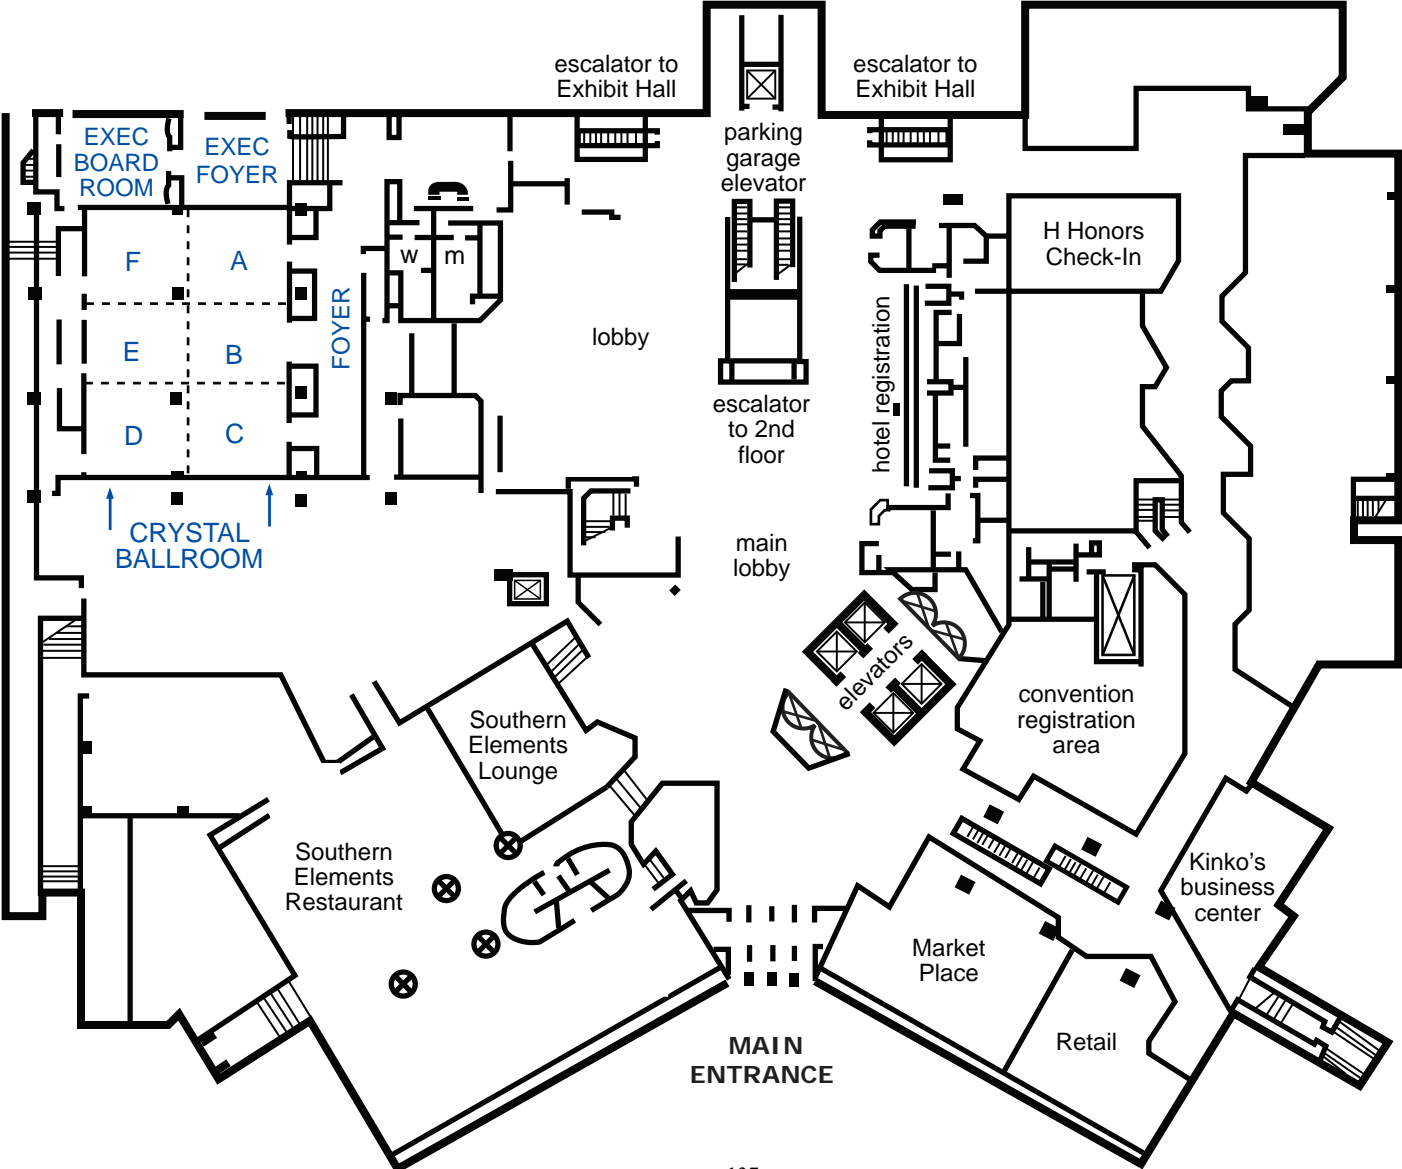 escalator to
Exhibit Hall
escalator to
Exhibit Hall
parking
garage
elevator
EXEC
BOARD
ROOM
EXEC
FOYER
H Honors
Check-In
F
A
w
m
E
B
FOYER
lobby
hotel registration
D
C
escalator
to 2nd
floor
CRYSTAL
BALLROOM
main
lobby
elevators
convention
registration
area
Southern
Elements
Lounge
Southern
Elements
Restaurant
Kinko's
business
center
Market
Place
Retail
MAIN
ENTRANCE